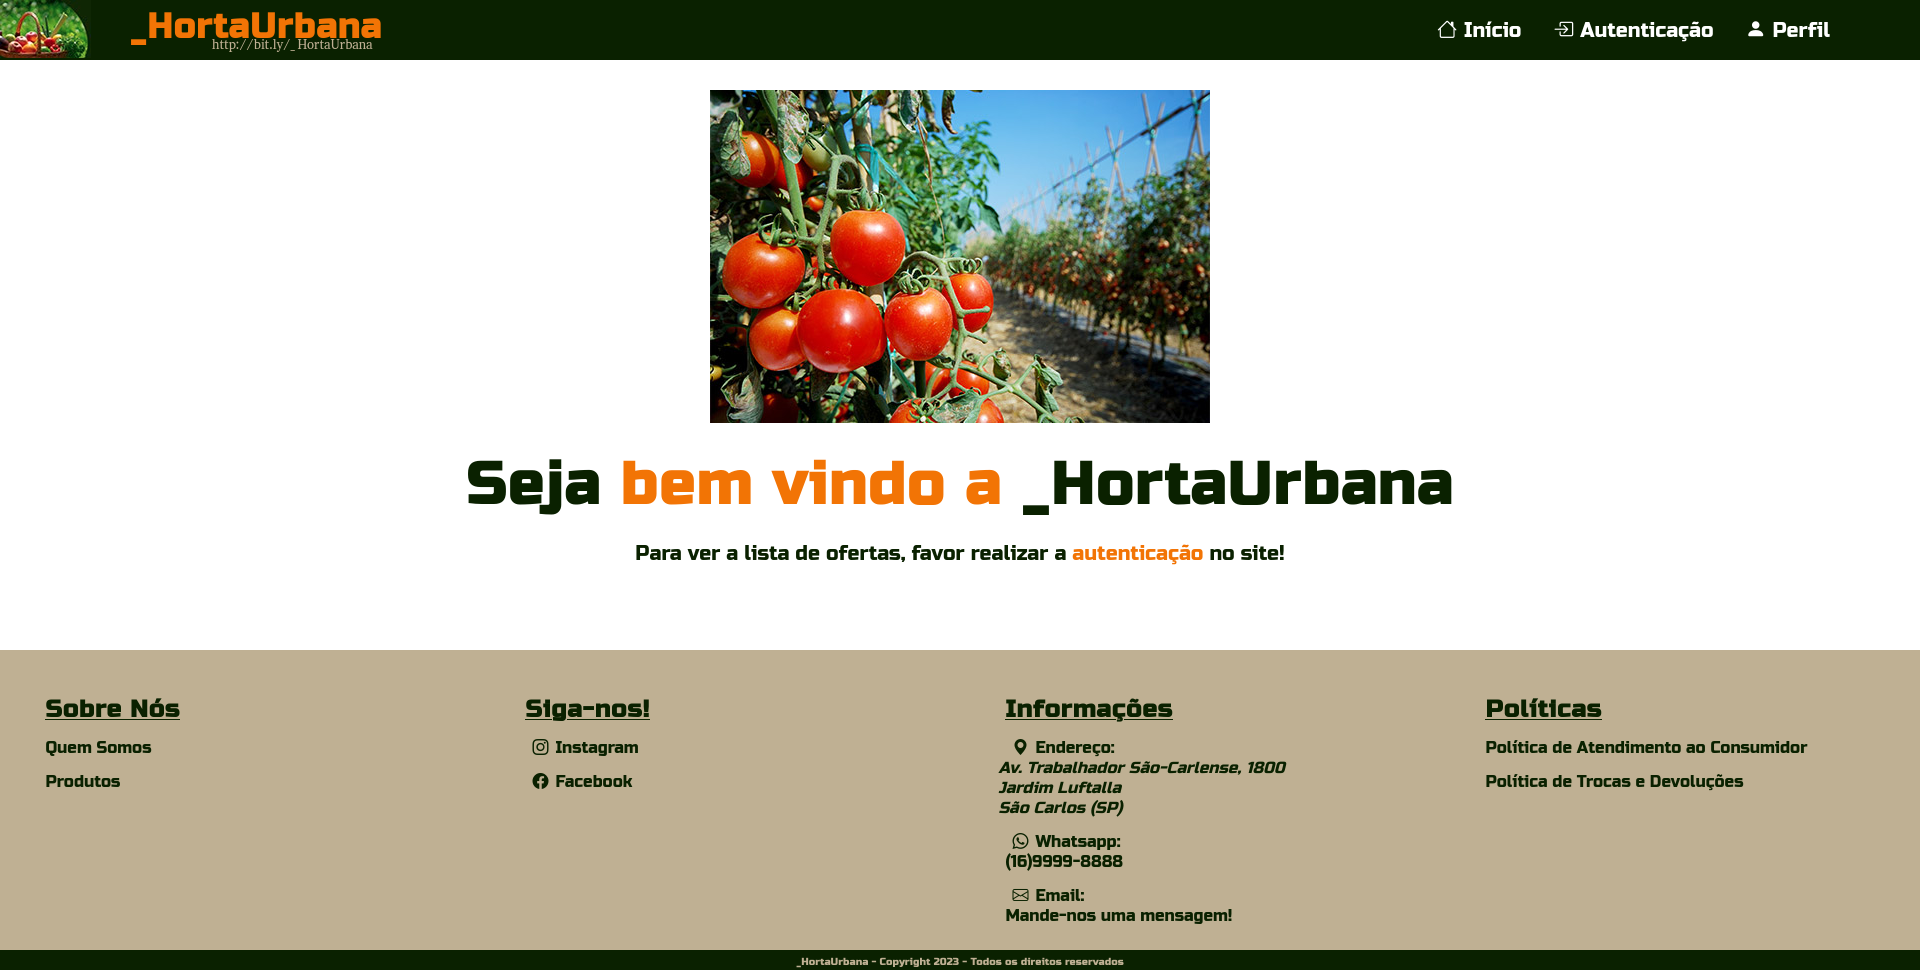 _HortaUrbana
http://bit.ly/_HortaUrbana
Início
Autenticação
Perfil
Seja bem vindo a _HortaUrbana
Para ver a lista de ofertas, favor realizar a autenticação no site!
Sobre Nós
Quem Somos
Produtos
Siga-nos!
Instagram
Facebook
Informações
Endereço:
Av. Trabalhador São-Carlense, 1800
Jardim Luftalla
São Carlos (SP)
Whatsapp:
(16)9999-8888
Email:
Mande-nos uma mensagem!
Políticas
Política de Atendimento ao Consumidor
Política de Trocas e Devoluções
_HortaUrbana - Copyright 2023 - Todos os direitos reservados